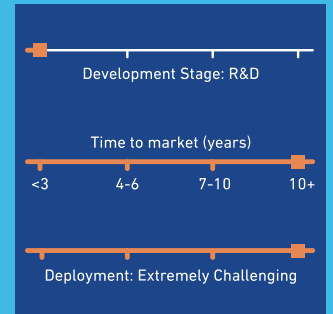 Development Stage: R&D
Time to market (years)
<3 4-6 7-10 10+
Deployment: Extremely Challenging